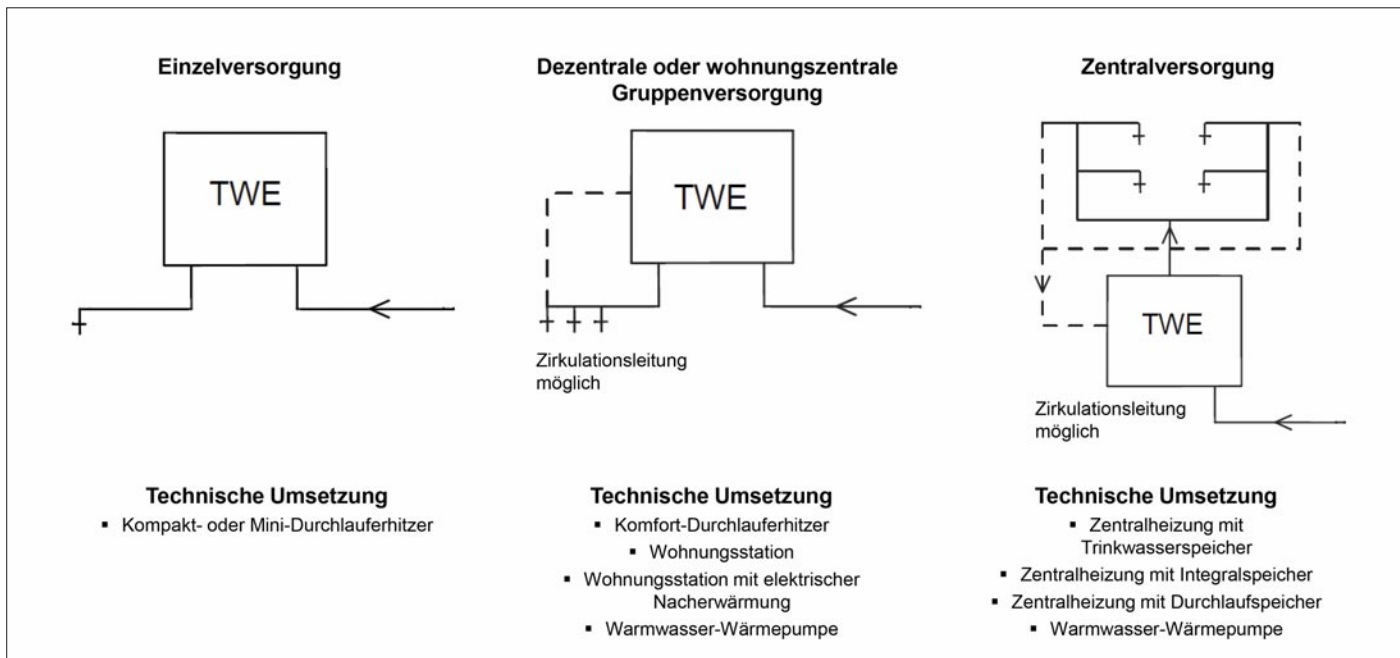 Einzelversorgung
TWE
Technische Umsetzung
▪ Kompakt- oder Mini-Durchlauferhitzer
Dezentrale oder wohnungszentrale
Gruppenversorgung
TWE
Zirkulationsleitung
möglich
Technische Umsetzung
▪ Komfort-Durchlauferhitzer
▪ Wohnungsstation
▪ Wohnungsstation mit elektrischer
Nacherwärmung
▪ Warmwasser-Wärmepumpe
Zentralversorgung
TWE
Zirkulationsleitung
möglich
Technische Umsetzung
▪ Zentralheizung mit
Trinkwasserspeicher
▪ Zentralheizung mit Integralspeicher
▪ Zentralheizung mit Durchlaufspeicher
▪ Warmwasser-Wärmepumpe